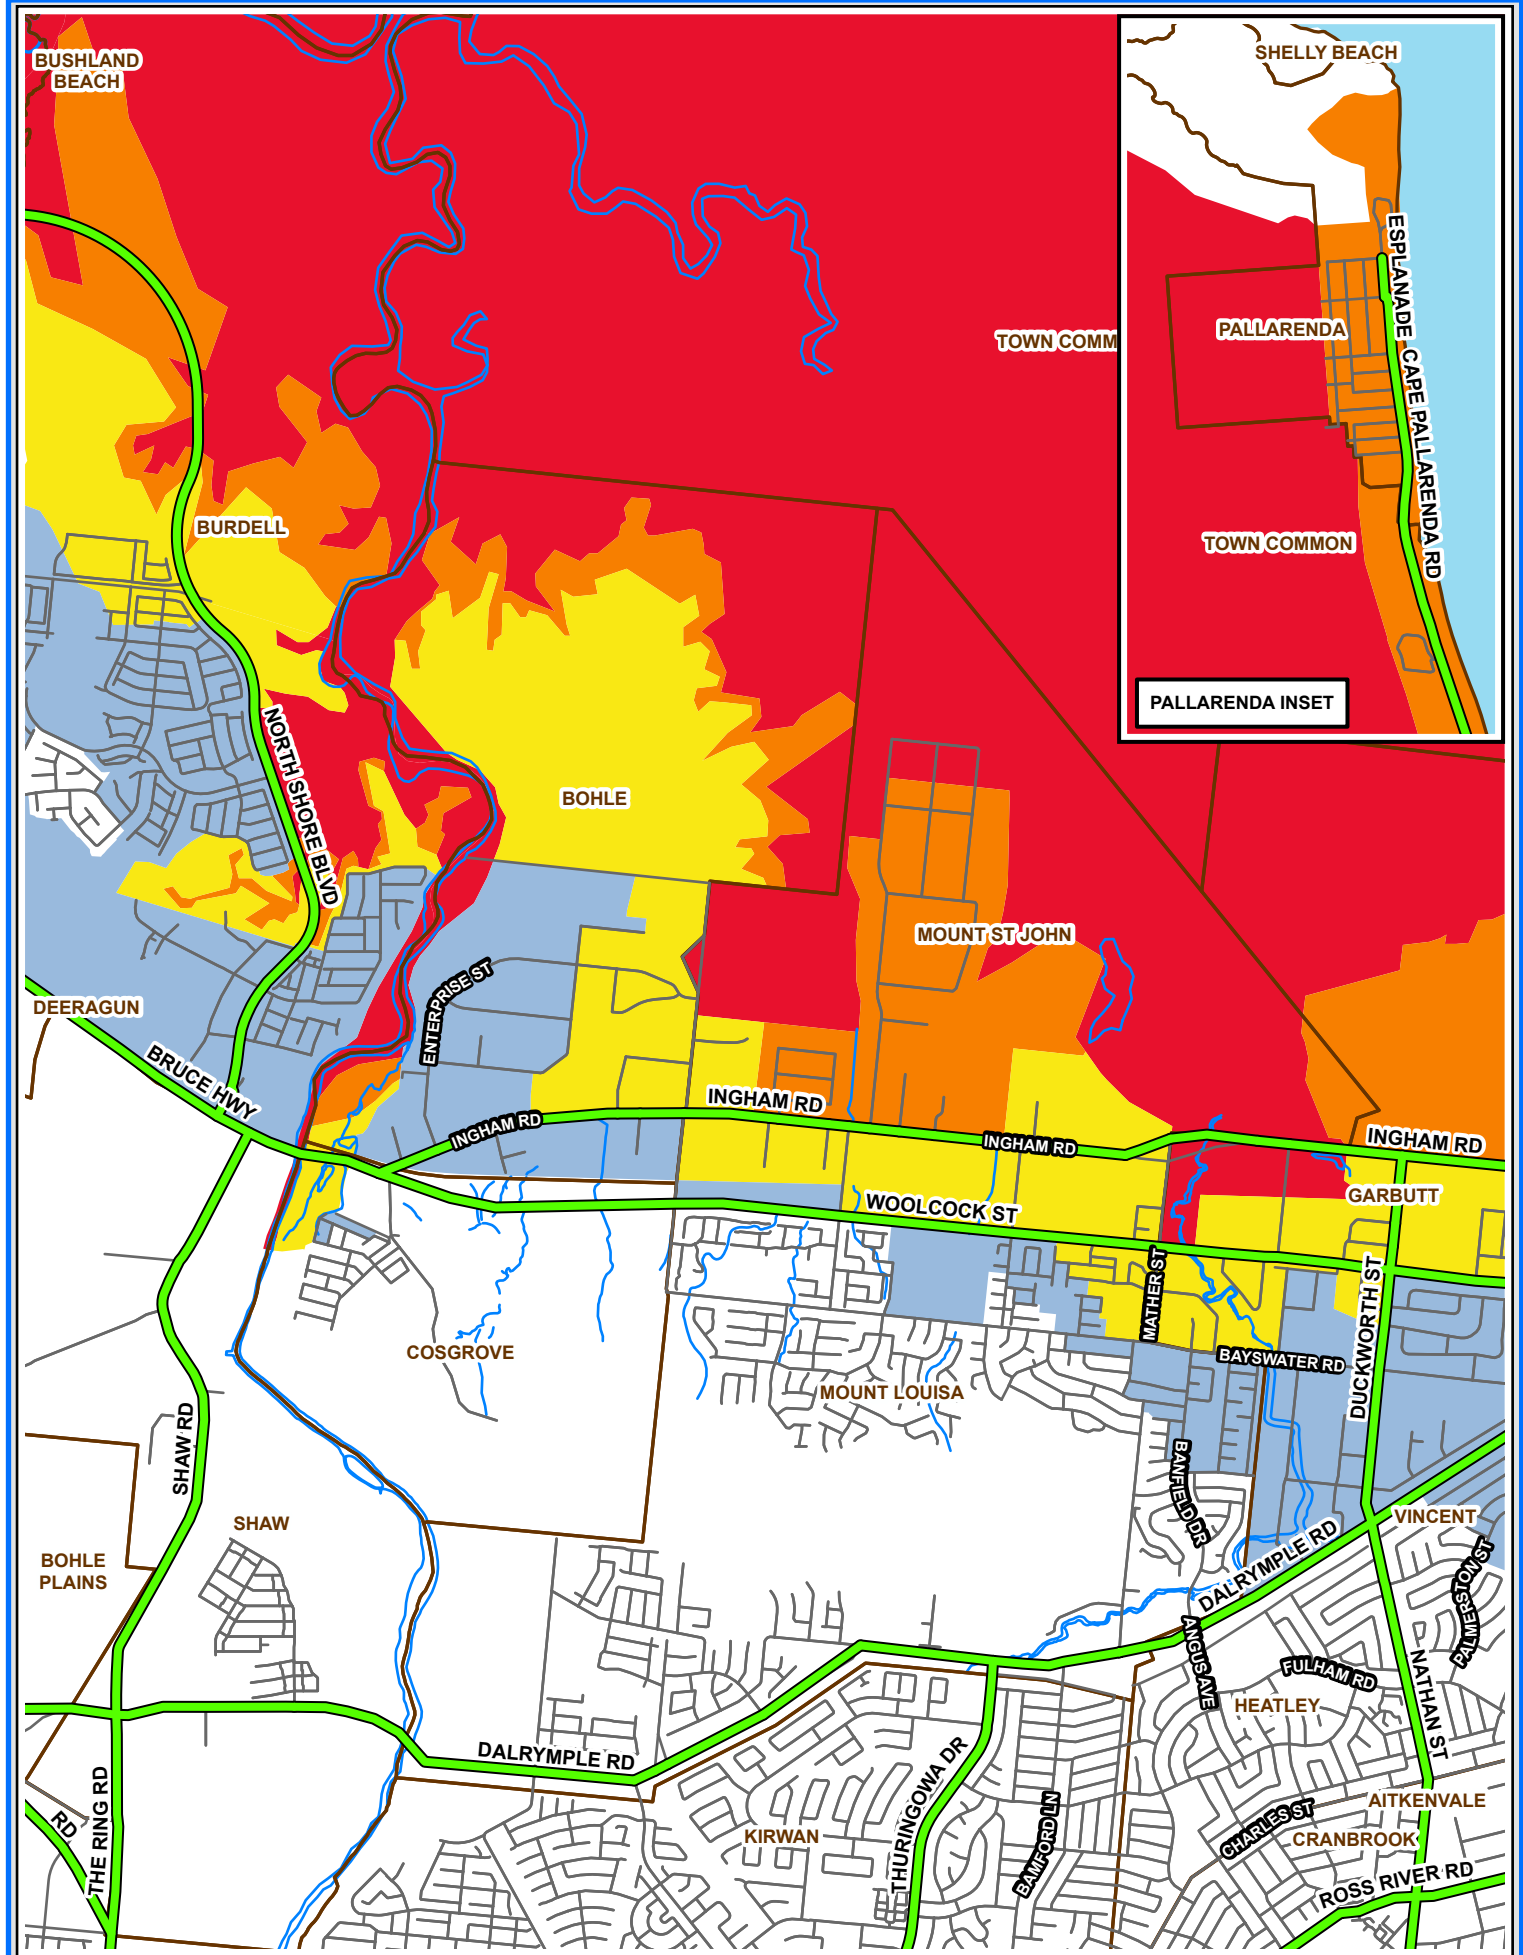 BUSHLAND
BEACH
SHELLY BEACH
ESPLANADE
PALLARENDA
CAPE PALLARENDA RD
TOWN COMM
TOWN COMMON
PALLARENDA INSET
BURDELL
NORTH SHORE BLVD
BOHLE
MOUNT ST JOHN
ENTERPRISE ST
DEERAGUN
BRUCE HWY
INGHAM RD
INGHAM RD
INGHAM RD
INGHAM RD
GARBUTT
WOOLCOCK ST
MATHER ST
DUCKWORTH ST
COSGROVE
BAYSWATER RD
MOUNT LOUISA
SHAW RD
BANFIELD DR
VINCENT
SHAW
DALRYMPLE RD
PALMERSTON ST
BOHLE
PLAINS
ANGUS AVE
FULHAM RD
NATHAN ST
HEATLEY
DALRYMPLE RD
THURINGOWA DR
RD
THE RING RD
BAMFORD LN
AITKENVALE
KIRWAN
CHARLES ST
CRANBROOK
ROSS RIVER RD